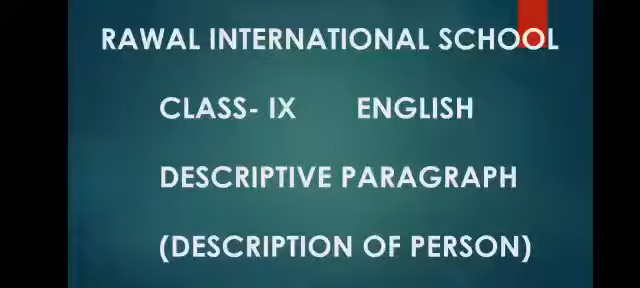 RAWAL INTERNATIONAL SCHOOL
CLASS- IX ENGLISH
DESCRIPTIVE PARAGRAPH
(DESCRIPTION OF PERSON)